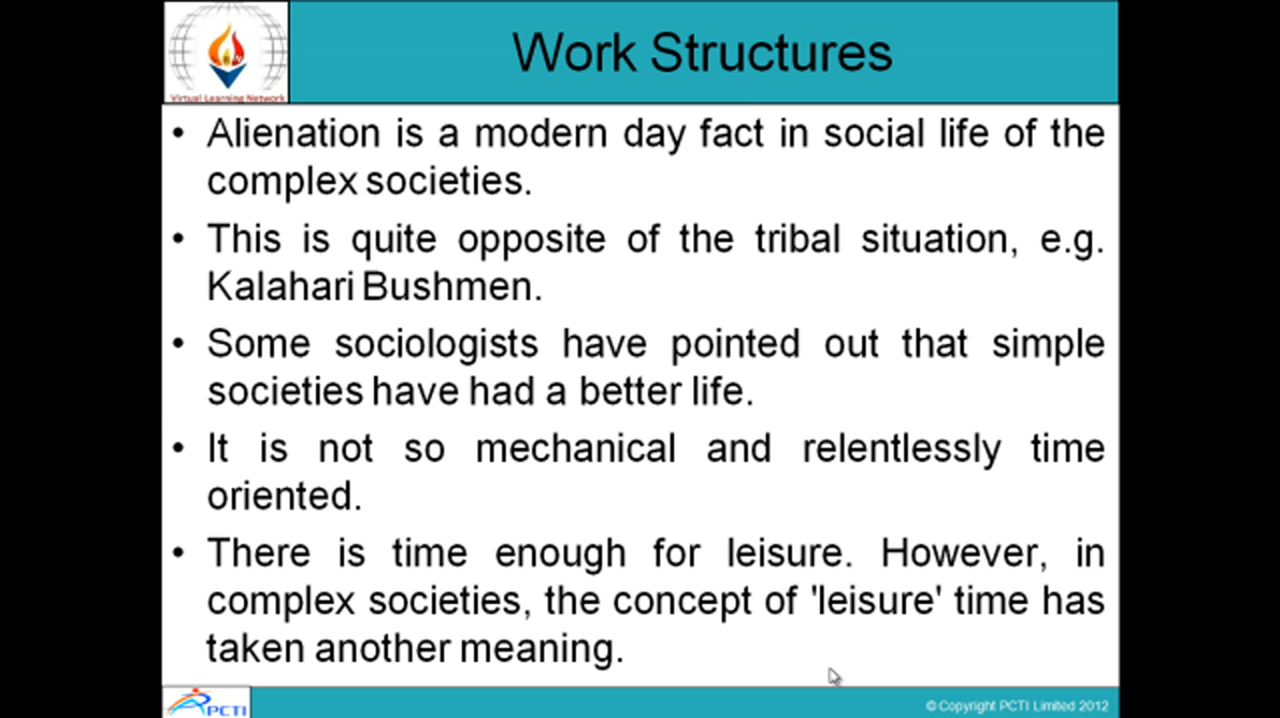 Work Structures
Virtual Learning Network
• Alienation is a modern day fact in social life of the
complex societies.
• This is quite opposite of the tribal situation, e.g.
Kalahari Bushmen.
• Some sociologists have pointed out that simple
societies have had a better life.
• It is not so mechanical and relentlessly time
oriented.
• There is time enough for leisure. However, in
complex societies, the concept of 'leisure' time has
taken another meaning.
PCTI
© Copyright PCTI Limited 2012